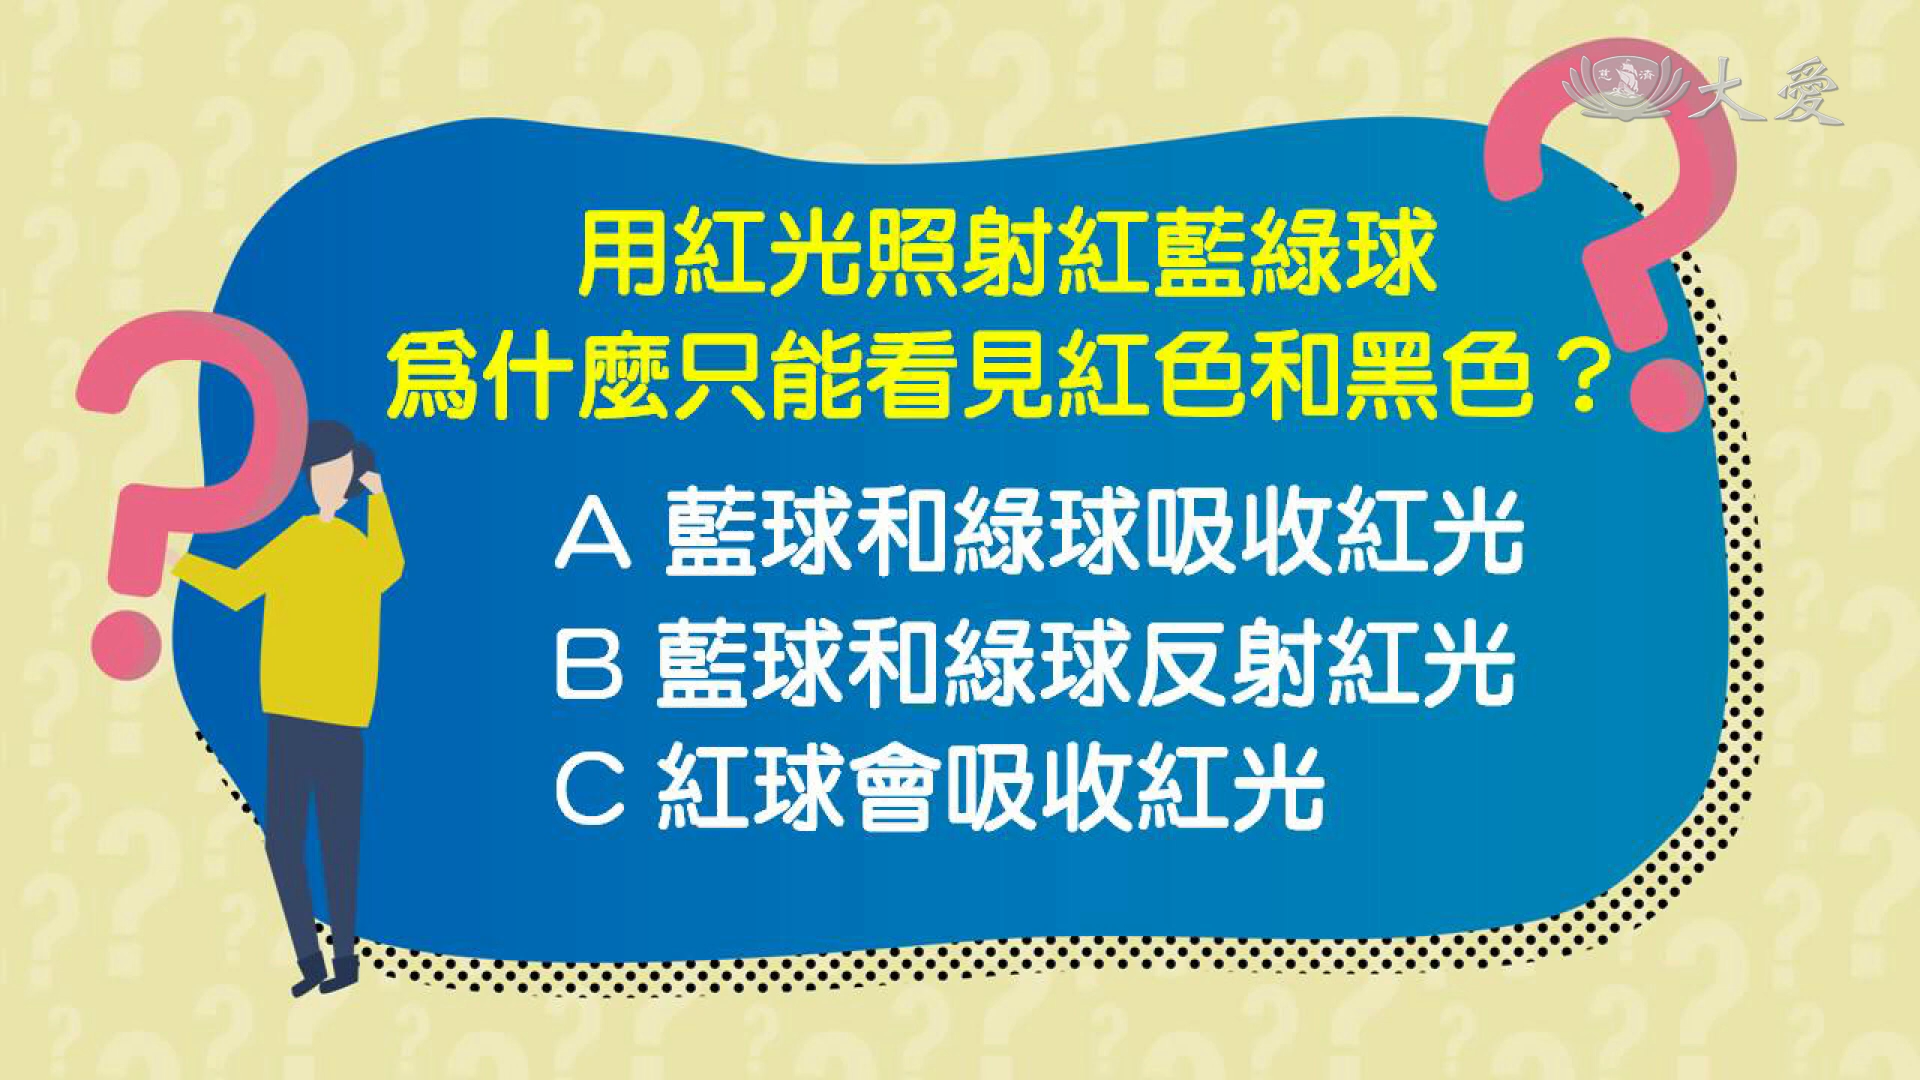 慈濟 大愛
用紅光照射紅藍綠球
為什麼只能看見紅色和黑色？
A 藍球和綠球吸收紅光
B 藍球和綠球反射紅光
C 紅球會吸收紅光